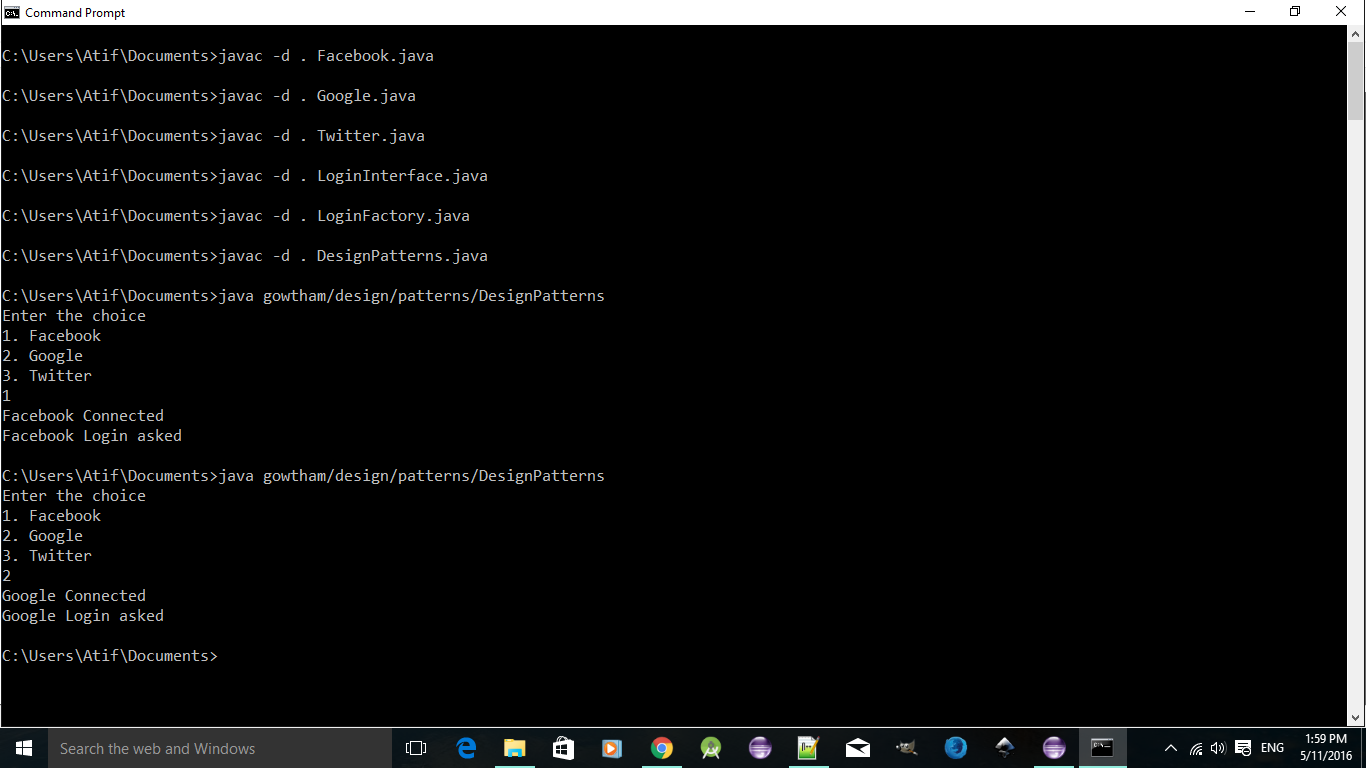 Command Prompt
C:\Users\Atif\Documents>javac -d . Facebook.java
C:\Users\Atif\Documents>javac -d . Google.java
C:\Users\Atif\Documents>javac -d . Twitter.java
C:\Users\Atif\Documents>javac -d . LoginInterface.java
C:\Users\Atif\Documents>javac -d . LoginFactory.java
C:\Users\Atif\Documents>javac -d . DesignPatterns.java
C:\Users\Atif\Documents>java gowtham/design/patterns/DesignPatterns
Enter the choice
1. Facebook
2. Google
3. Twitter
1
Facebook Connected
Facebook Login asked
C:\Users\Atif\Documents>java gowtham/design/patterns/DesignPatterns
Enter the choice
1. Facebook
2. Google
3. Twitter
2
Google Connected
Google Login asked
C:\Users\Atif\Documents>
Search the web and Windows
ENG
1:59 PM
5/11/2016